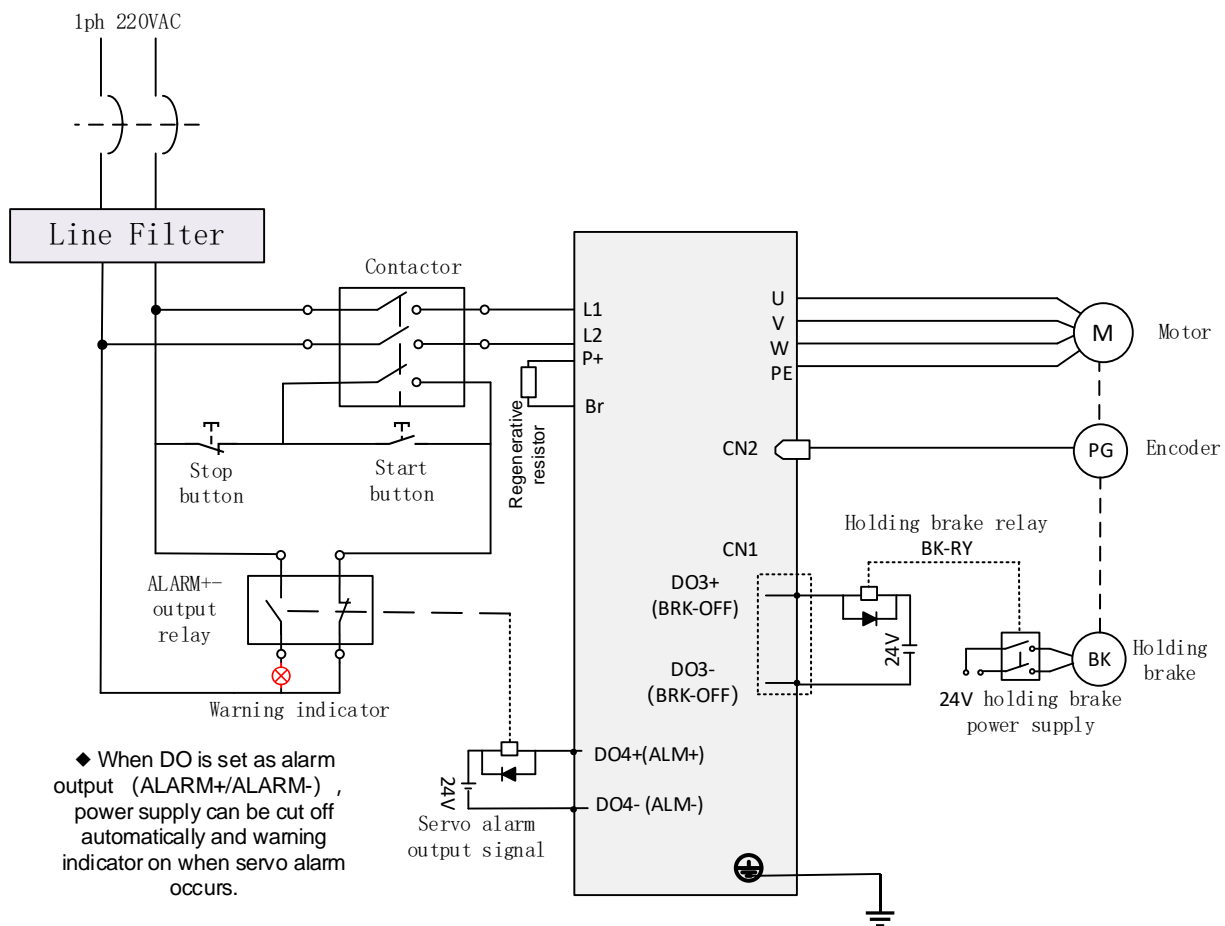 1ph 220VAC
Line Filter
Contactor
L1
L2
P+
Br
Regenerative
resistor
U
V
W
PE
M
Motor
CN2
PG
Encoder
Stop
button
Start
button
Holding brake relay
BK-RY
CN1
DO3+
(BRK-OFF)
24V
DO3-
(BRK-OFF)
BK
Holding
brake
24V holding brake
power supply
ALARM+-
output
relay
Warning indicator
◆ When DO is set as alarm
output (ALARM+/ALARM-) ,
power supply can be cut off
automatically and warning
indicator on when servo alarm
occurs.
24V
DO4+(ALM+)
DO4- (ALM-)
Servo alarm
output signal